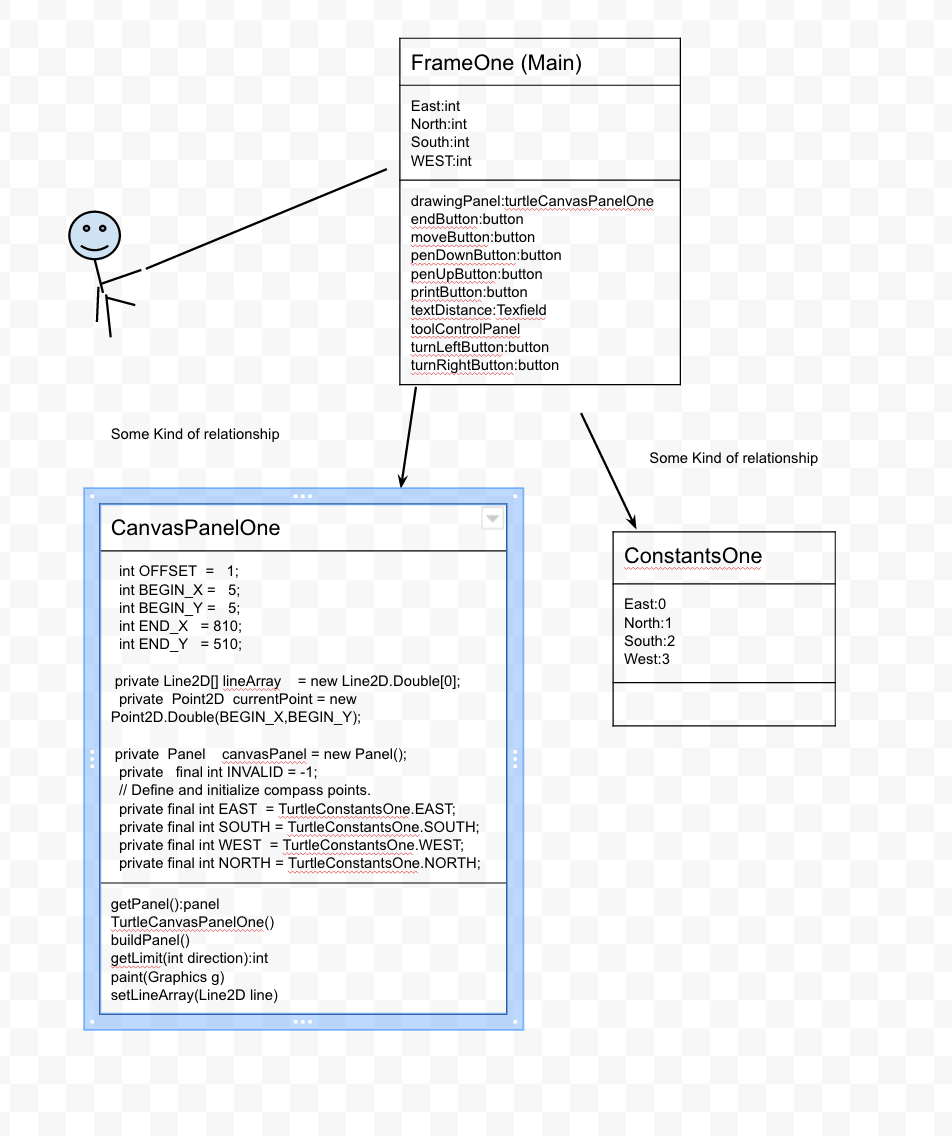 FrameOne (Main)
East:int
North:int
South:int
WEST:int
drawingPanel:turtleCanvasPanelOne
endButton:button
moveButton:button
penDownButton:button
penUpButton:button
printButton:button
textDistance:Texfield
toolControlPanel
turnLeftButton:button
turnRightButton:button
Some Kind of relationship
Some Kind of relationship
CanvasPanelOne
int OFFSET  =   1;
int BEGIN_X =   5;
int BEGIN_Y =   5;
int END_X   = 810;
int END_Y   = 510;
private Line2D[] lineArray    = new Line2D.Double[0];
private  Point2D  currentPoint = new
Point2D.Double(BEGIN_X,BEGIN_Y);
private  Panel    canvasPanel = new Panel();
private   final int INVALID = -1;
// Define and initialize compass points.
private final int EAST  = TurtleConstantsOne.EAST;
private final int SOUTH = TurtleConstantsOne.SOUTH;
private final int WEST  = TurtleConstantsOne.WEST;
private final int NORTH = TurtleConstantsOne.NORTH;
getPanel():panel
TurtleCanvasPanelOne()
buildPanel()
getLimit(int direction):int
paint(Graphics g)
setLineArray(Line2D line)
ConstantsOne
East:0
North:1
South:2
West:3